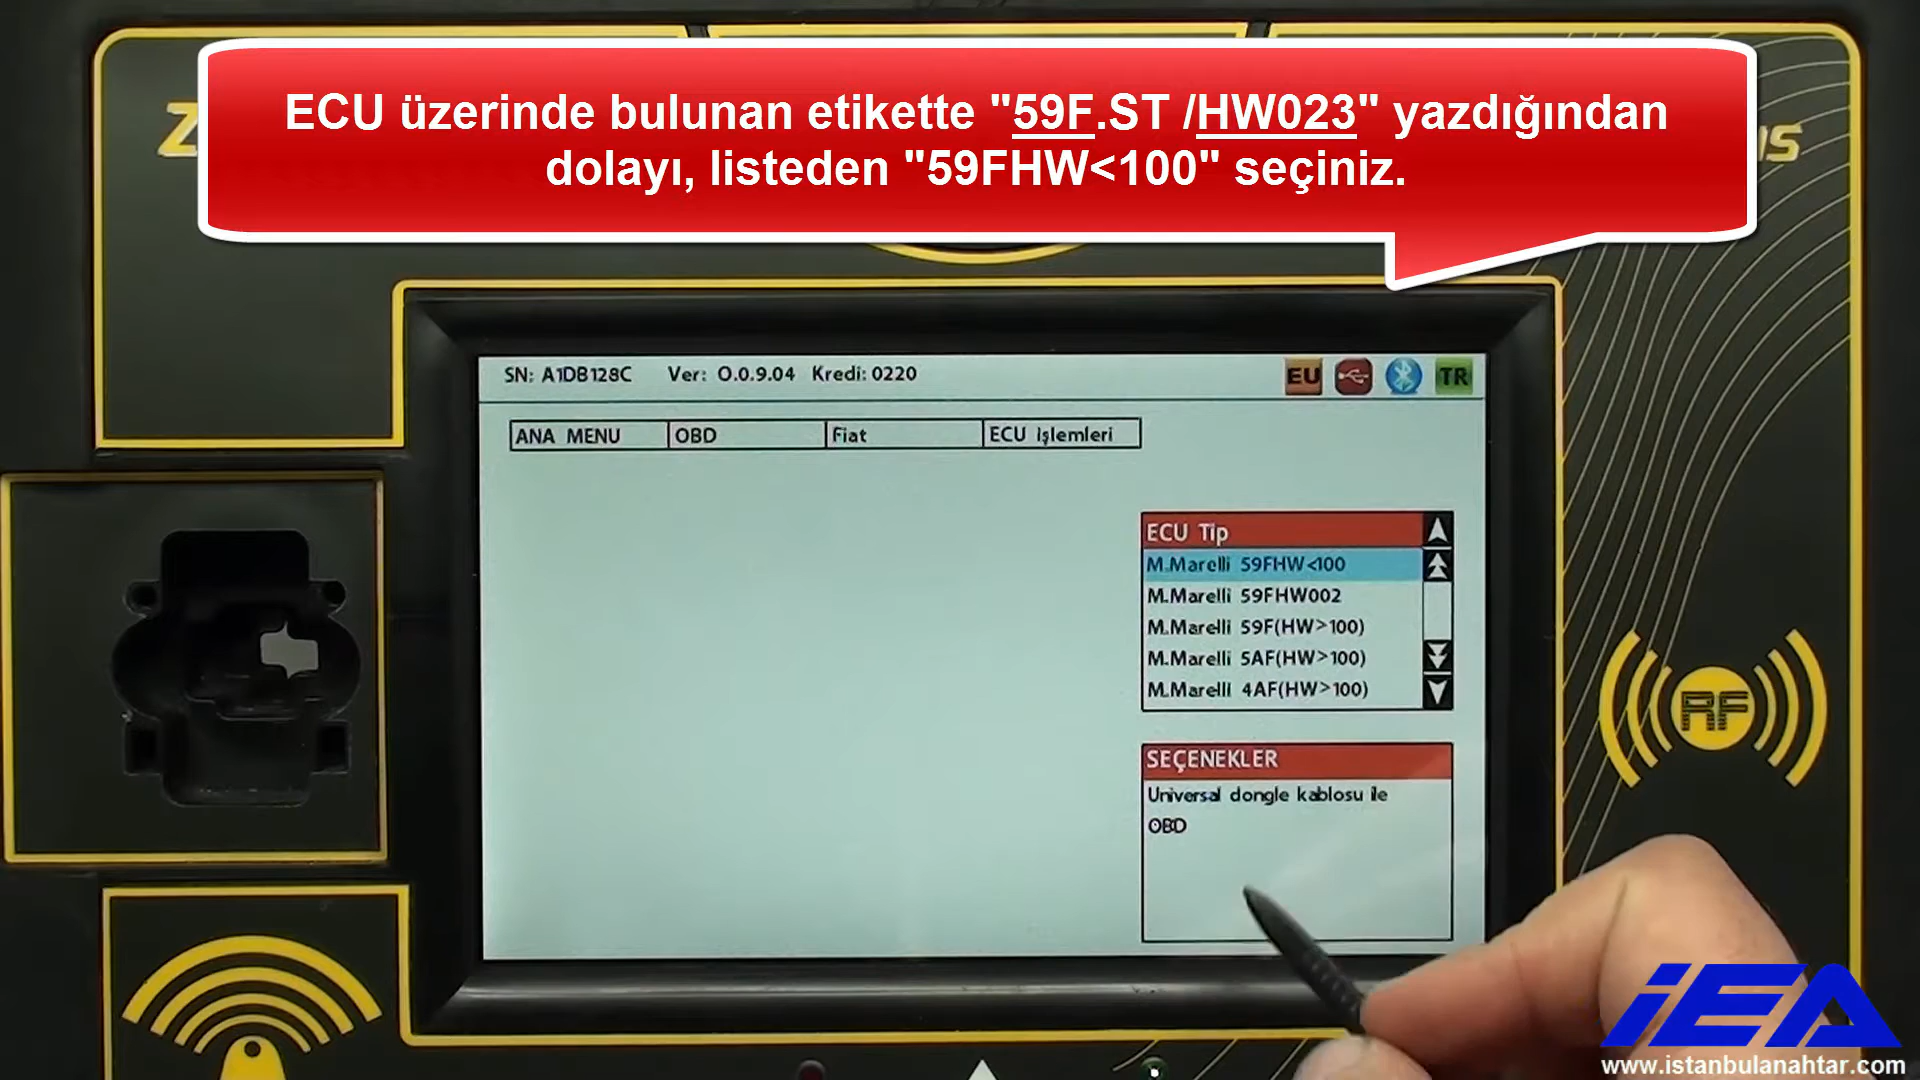 ECU üzerinde bulunan etikette "59F.ST /HW023" yazdığından
dolayı, listeden "59FHW<100" seçiniz.
SN: A1DB128C Ver: O.0.9.04 Kredi: 0220
EU TR
ANA MENU OBD Fiat ECU işlemleri
ECU Tip
M.Marelli 59FHW<100
M.Marelli 59FHW002
M.Marelli 59F(HW>100)
M.Marelli 5AF(HW>100)
M.Marelli 4AF(HW>100)
SEÇENEKLER
Universal dongle kablosu ile
OBD
RF
iEA
www.istanbulanahtar.com